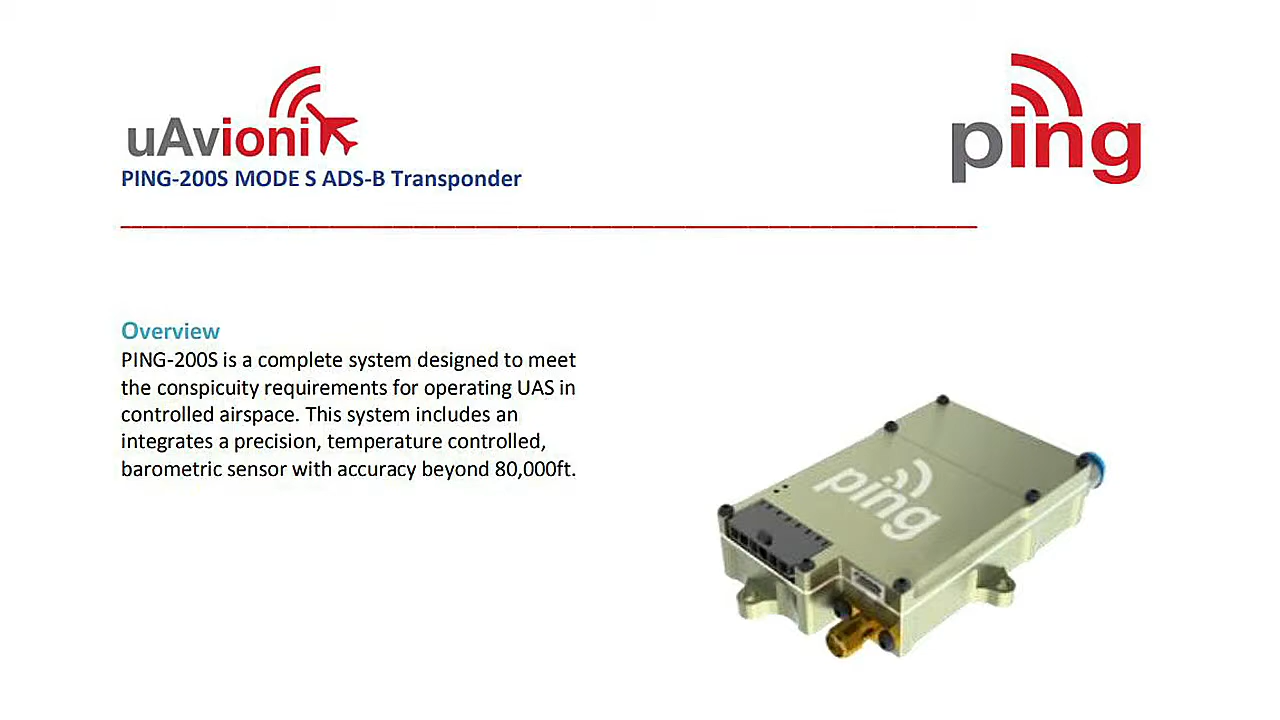 uAvioni
ping
PING-200S MODE S ADS-B Transponder
Overview
PING-200S is a complete system designed to meet
the conspicuity requirements for operating UAS in
controlled airspace. This system includes an
integrates a precision, temperature controlled,
barometric sensor with accuracy beyond 80,000ft.
ping